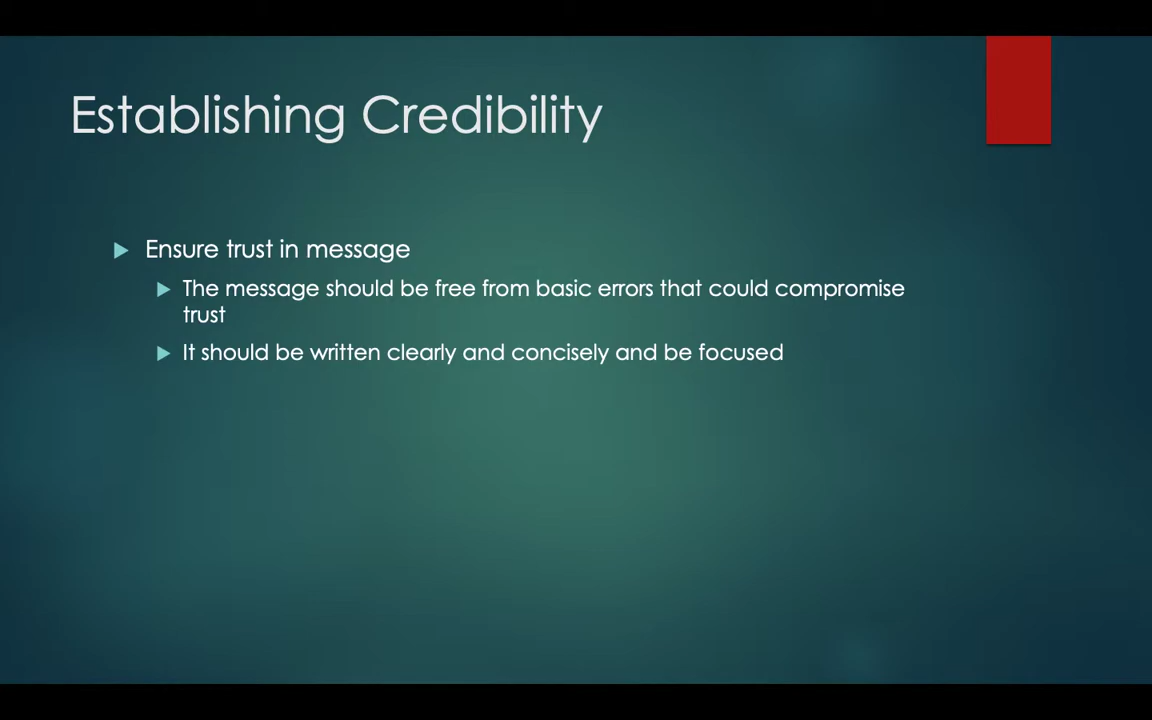 Establishing Credibility
Ensure trust in message
The message should be free from basic errors that could compromise
trust
It should be written clearly and concisely and be focused